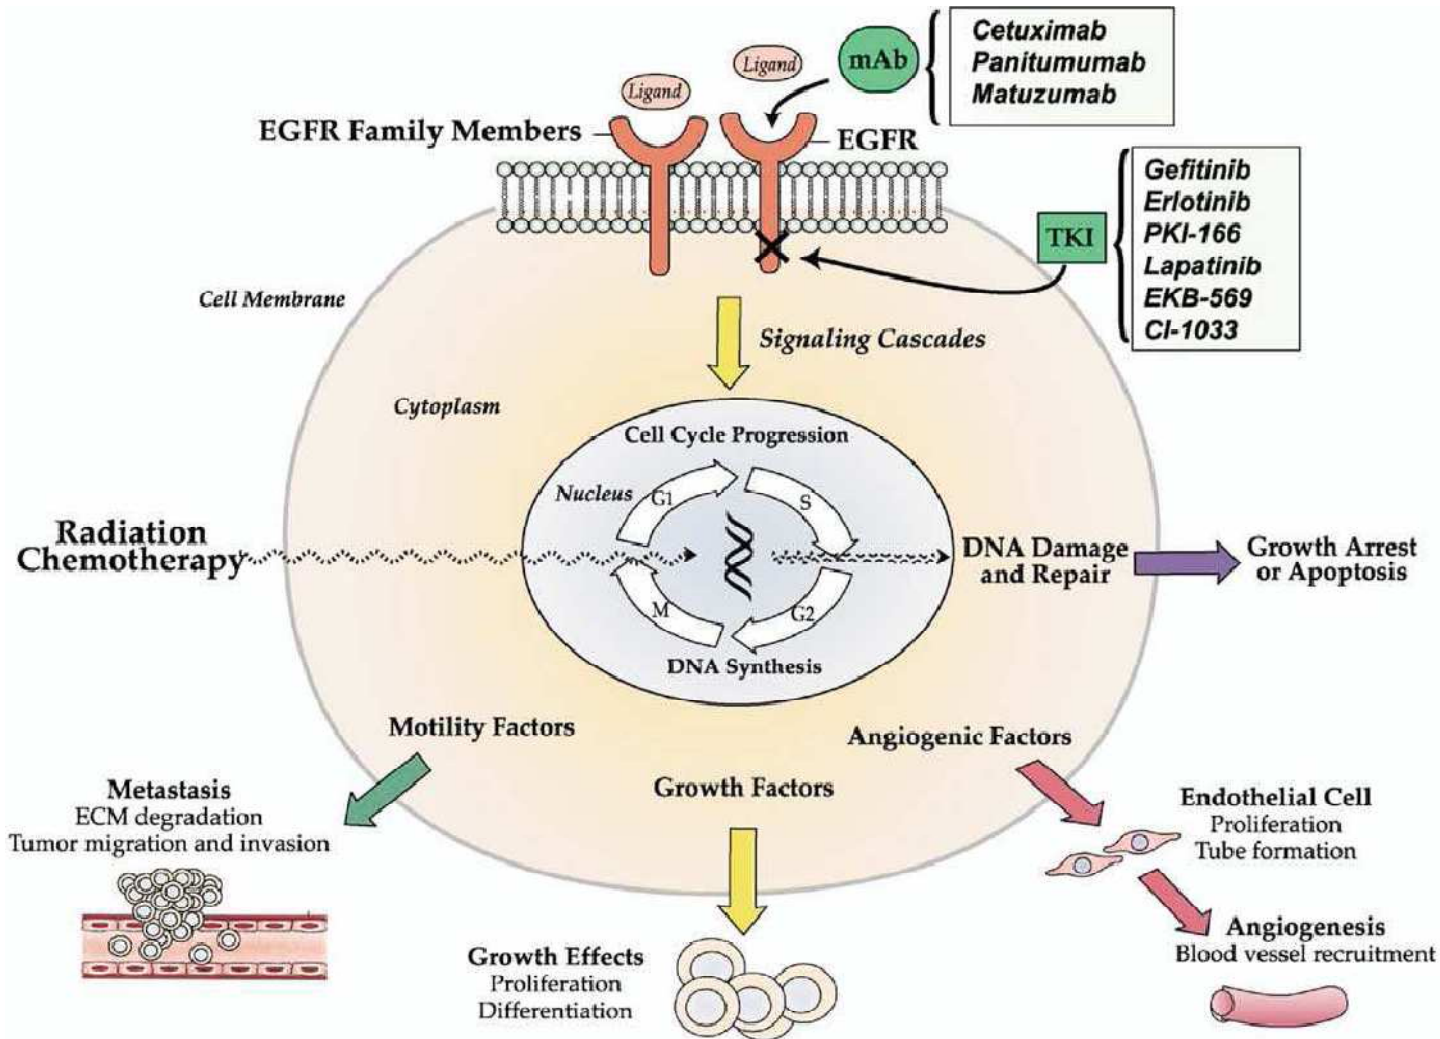 Cetuximab
Panitumumab
Matuzumab
mAb
Ligand
Ligand
EGFR Family Members
EGFR
Gefitinib
Erlotinib
PKI-166
Lapatinib
EKB-569
CI-1033
TKI
Cell Membrane
Signaling Cascades
Cytoplasm
Cell Cycle Progression
Nucleus
G1
S
Radiation
Chemotherapy
DNA Damage
and Repair
Growth Arrest
or Apoptosis
M
G2
DNA Synthesis
Motility Factors
Angiogenic Factors
Growth Factors
Metastasis
ECM degradation
Tumor migration and invasion
Endothelial Cell
Proliferation
Tube formation
Angiogenesis
Blood vessel recruitment
Growth Effects
Proliferation
Differentiation